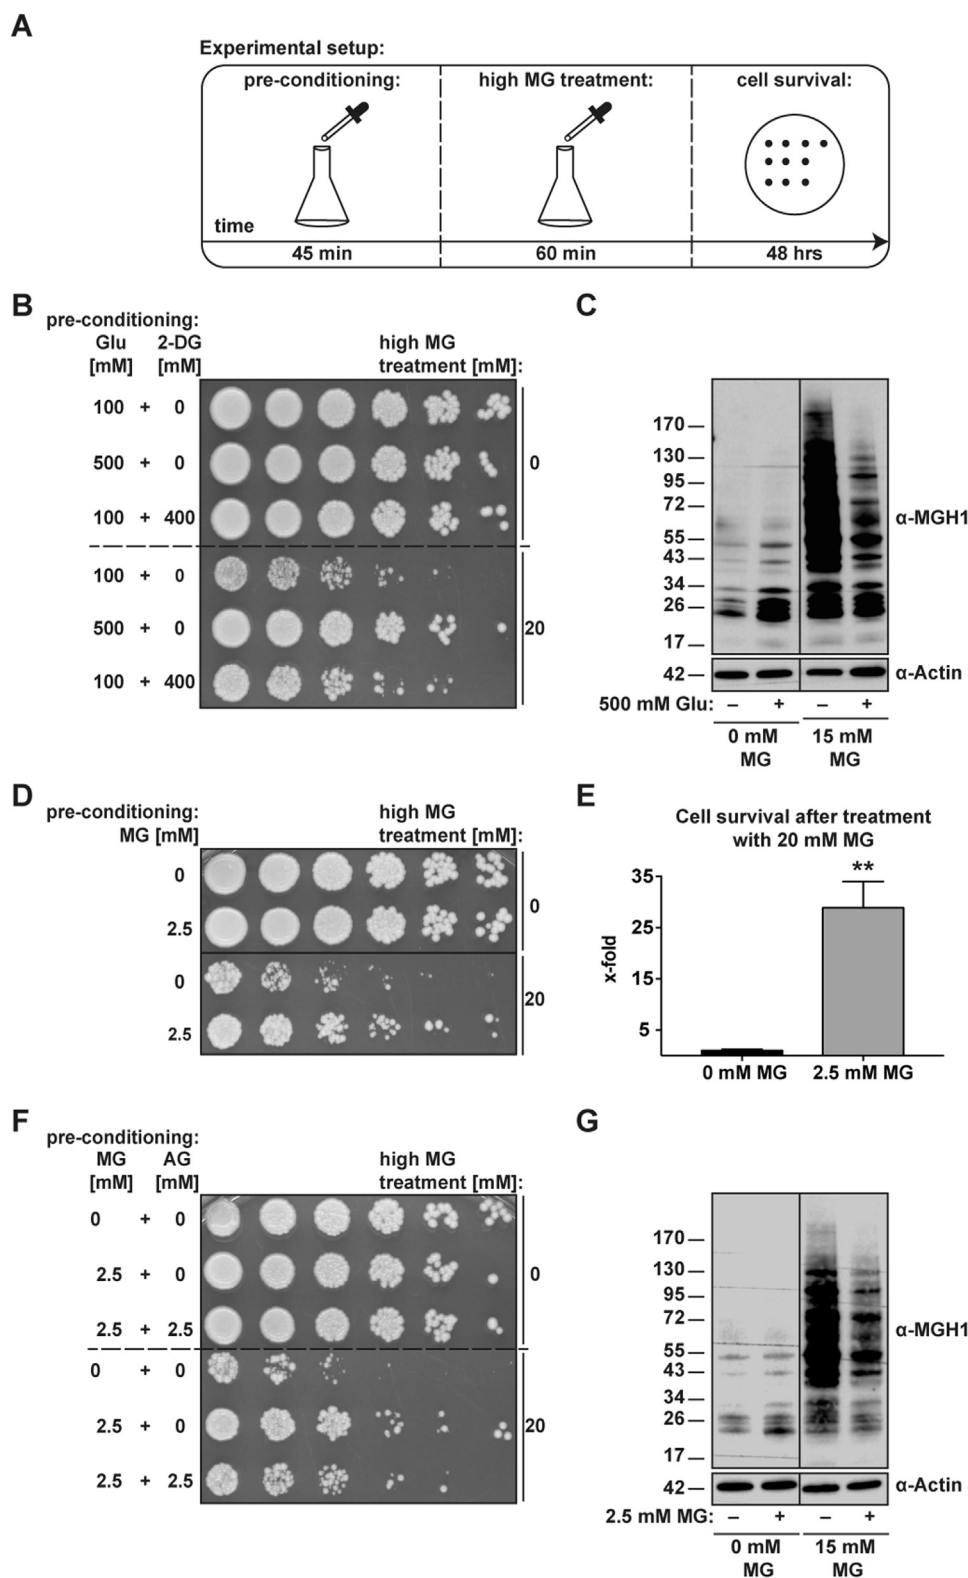 A
Experimental setup:
pre-conditioning: high MG treatment: cell survival:
time
45 min 60 min 48 hrs
B
pre-conditioning:
Glu 2-DG high MG
[mM] [mM] treatment [mM]:
100 + 0
500 + 0 0
100 + 400
100 + 0
500 + 0 20
100 + 400
C
170
130
95
72
55
43
34
26
17
α-MGH1
42 α-Actin
500 mM Glu: – + – +
0 mM 15 mM
MG MG
D
pre-conditioning: high MG
MG [mM] treatment [mM]:
0
2.5
0
0
2.5
20
E
Cell survival after treatment
with 20 mM MG
**
35
25
15
5
x-fold
0 mM MG 2.5 mM MG
F
pre-conditioning:
MG AG high MG
[mM] [mM] treatment [mM]:
0 + 0
2.5 + 0 0
2.5 + 2.5
0 + 0
2.5 + 0 20
2.5 + 2.5
G
170
130
95
72
55
43
34
26
17
α-MGH1
42 α-Actin
2.5 mM MG: – + – +
0 mM 15 mM
MG MG